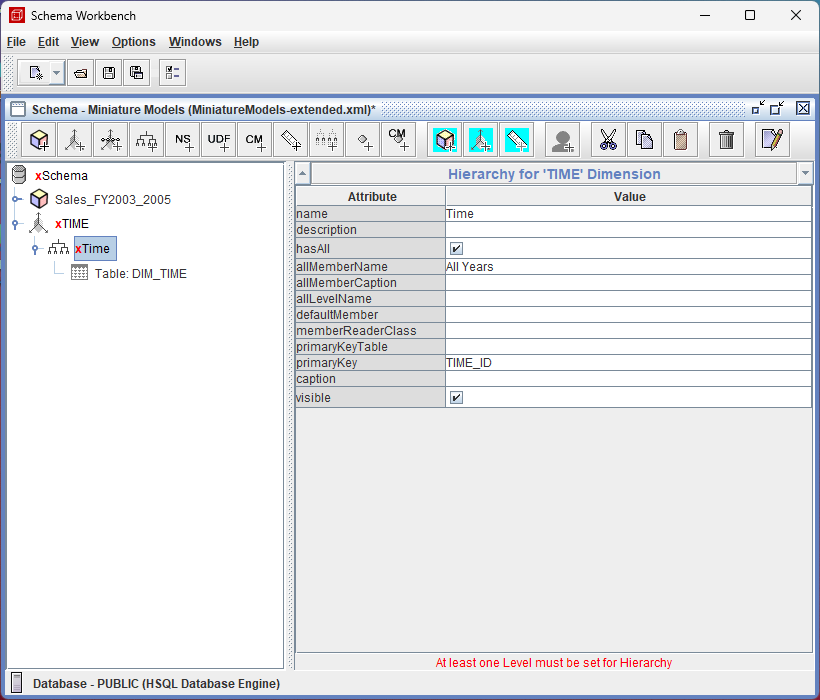 Schema Workbench
File Edit View Options Windows Help
Schema - Miniature Models (MiniatureModels-extended.xml)*
NS UDF CM CM
xSchema
Sales_FY2003_2005
xTIME
xTime
Table: DIM_TIME
Hierarchy for 'TIME' Dimension
Attribute Value
name Time
description
hasAll
allMemberName All Years
allMemberCaption
allLevelName
defaultMember
memberReaderClass
primaryKeyTable
primaryKey TIME_ID
caption
visible
At least one Level must be set for Hierarchy
Database - PUBLIC (HSQL Database Engine)